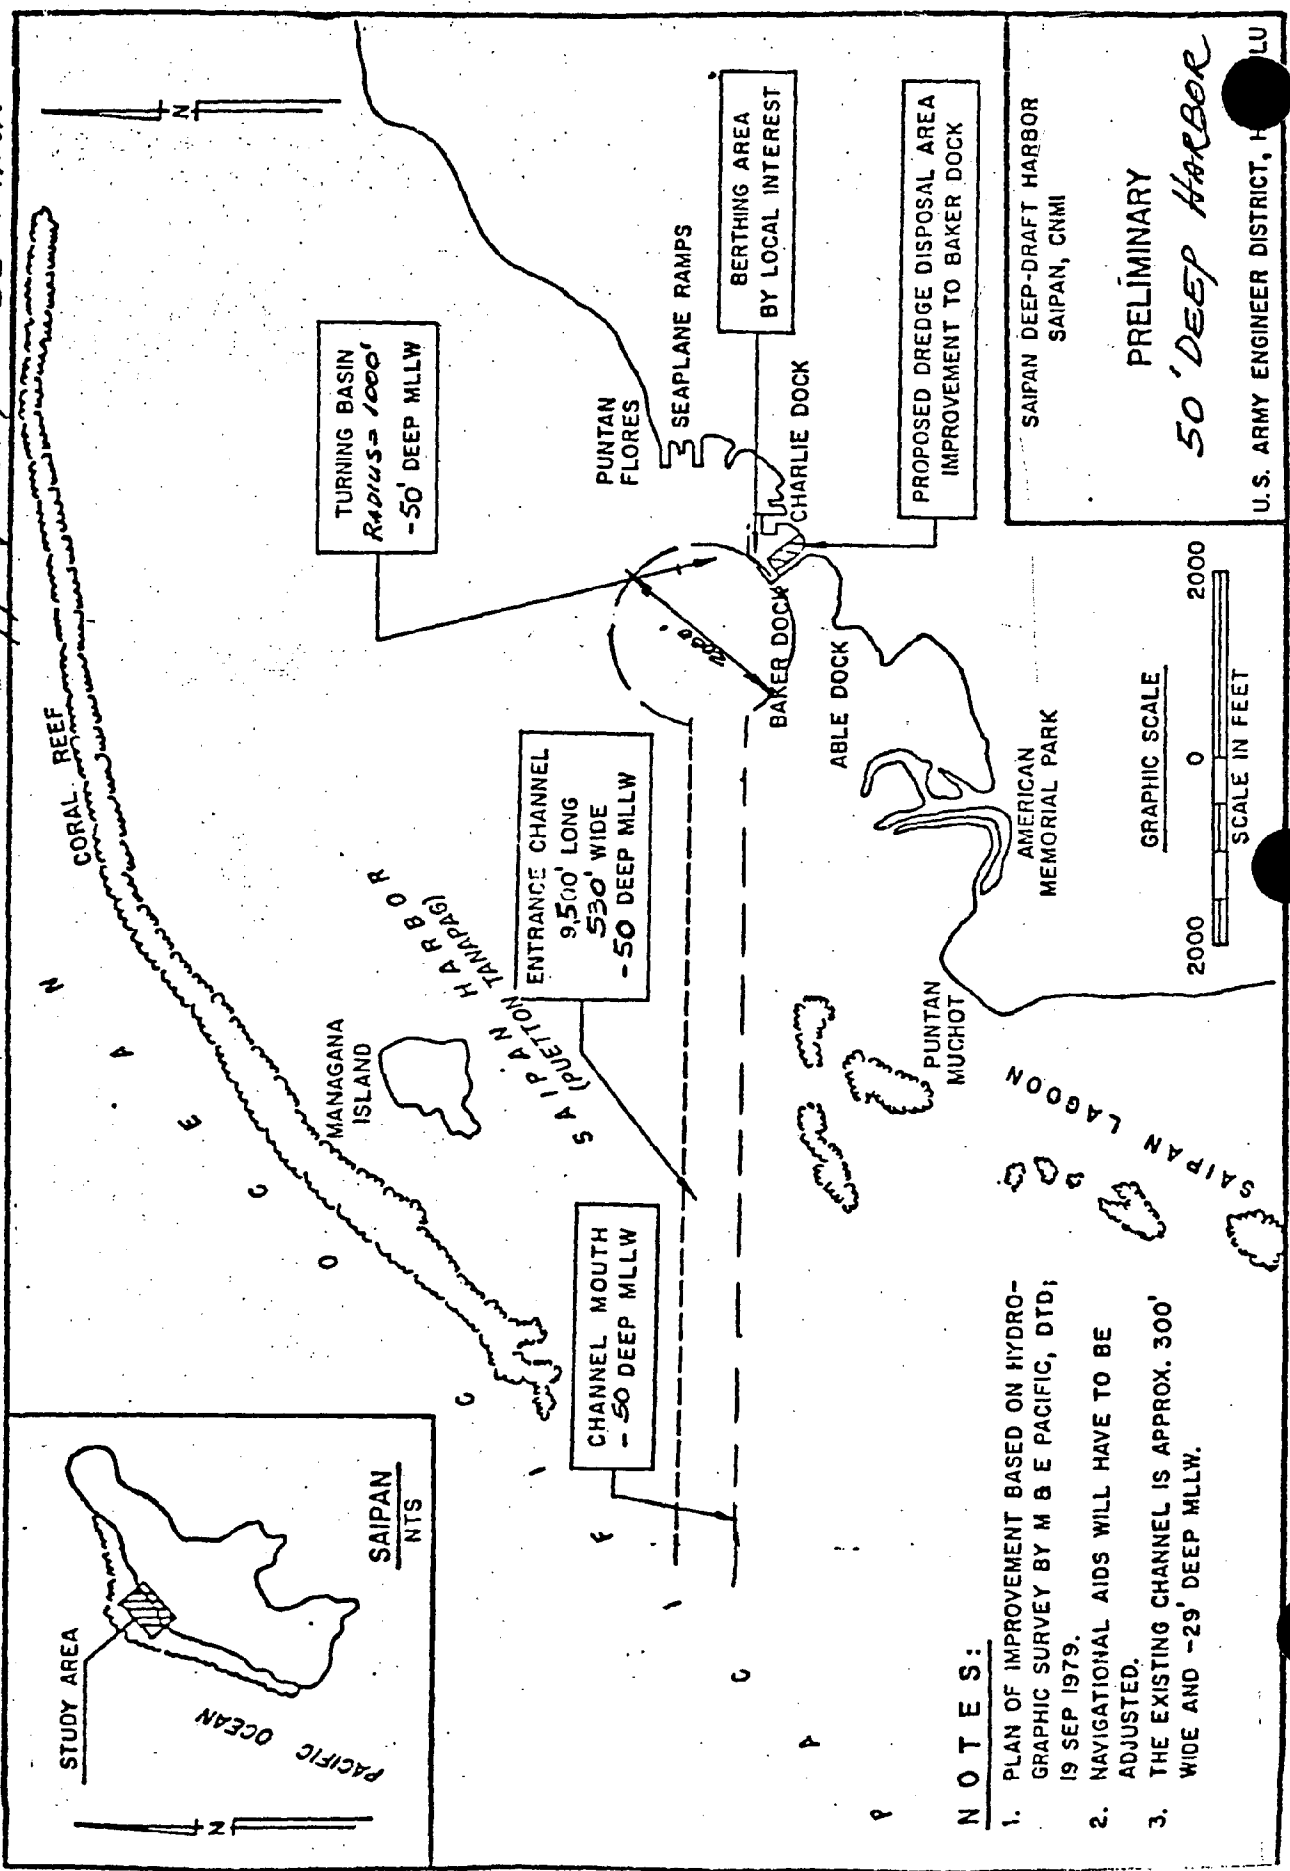 STUDY AREA
PACIFIC OCEAN
N
SAIPAN
NTS
N
CORAL REEF
PACIFIC OCEAN
MANAGANA
ISLAND
SAIPAN HARBOR
(PUETTON TANAPAG)
TURNING BASIN
RADIUS=1000'
-50' DEEP MLLW
CHANNEL MOUTH
-50 DEEP MLLW
ENTRANCE CHANNEL
9,500' LONG
530' WIDE
-50 DEEP MLLW
2000'
PUNTAN
FLORES
SEAPLANE RAMPS
BERTHING AREA
BY LOCAL INTEREST
BAKER DOCK
CHARLIE DOCK
ABLE DOCK
PROPOSED DREDGE DISPOSAL AREA
IMPROVEMENT TO BAKER DOCK
PUNTAN
MUCHOT
AMERICAN
MEMORIAL PARK
SAIPAN LAGOON
NOTES:
1. PLAN OF IMPROVEMENT BASED ON HYDRO-
GRAPHIC SURVEY BY M & E PACIFIC, DTD;
19 SEP 1979.
2. NAVIGATIONAL AIDS WILL HAVE TO BE
ADJUSTED.
3. THE EXISTING CHANNEL IS APPROX. 300'
WIDE AND -29' DEEP MLLW.
GRAPHIC SCALE
2000 0 2000
SCALE IN FEET
SAIPAN DEEP-DRAFT HARBOR
SAIPAN, CNMI
PRELIMINARY
50' DEEP HARBOR
U.S. ARMY ENGINEER DISTRICT,